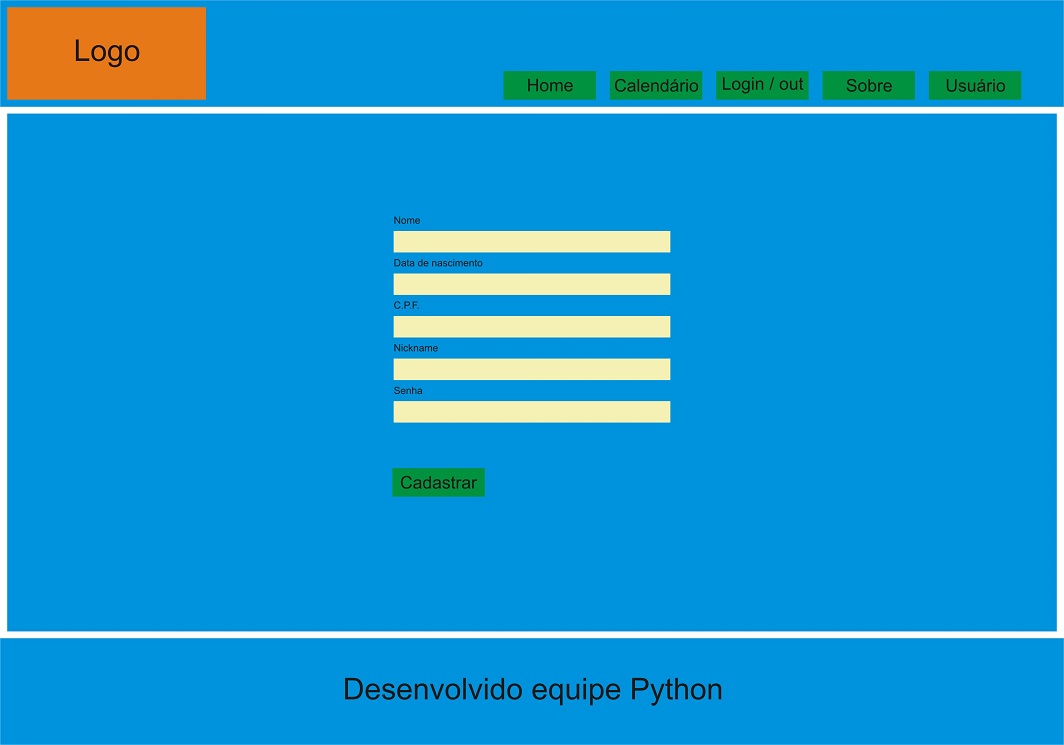 Logo
Home Calendário Login / out Sobre Usuário
Nome
Data de nascimento
C.P.F.
Nickname
Senha
Cadastrar
Desenvolvido equipe Python